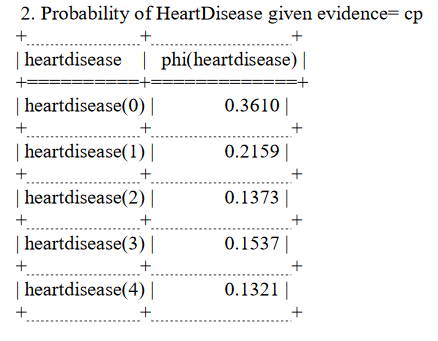 2. Probability of HeartDisease given evidence= cp
+--------------------+--------------------+
| heartdisease | phi(heartdisease) |
+==========+=============+
| heartdisease(0) | 0.3610 |
+--------------------+--------------------+
| heartdisease(1) | 0.2159 |
+--------------------+--------------------+
| heartdisease(2) | 0.1373 |
+--------------------+--------------------+
| heartdisease(3) | 0.1537 |
+--------------------+--------------------+
| heartdisease(4) | 0.1321 |
+--------------------+--------------------+